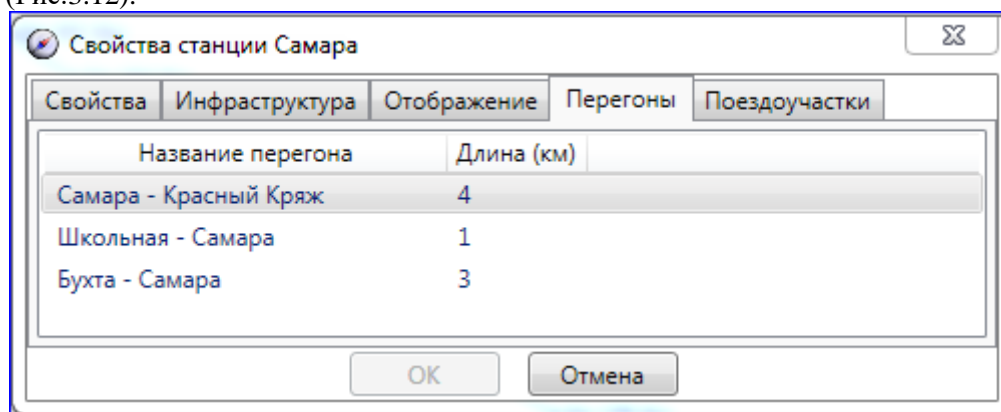 (Рис.3.12).
Свойства станции Самара
Свойства Инфраструктура Отображение Перегоны Поездоучастки
Название перегона Длина (км)
Самара - Красный Кряж 4
Школьная - Самара 1
Бухта - Самара 3
OK Отмена